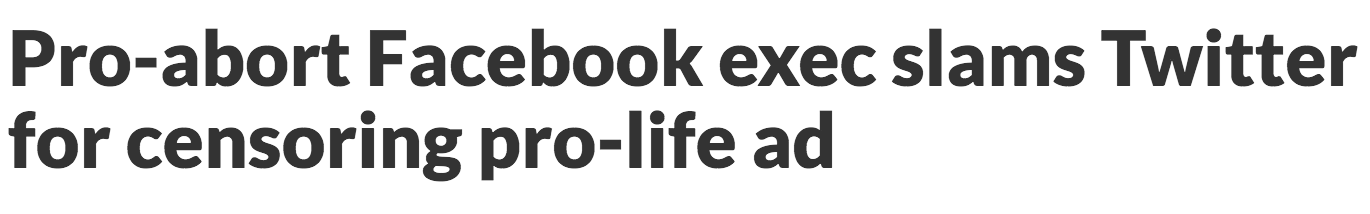 Pro-abort Facebook exec slams Twitter
for censoring pro-life ad